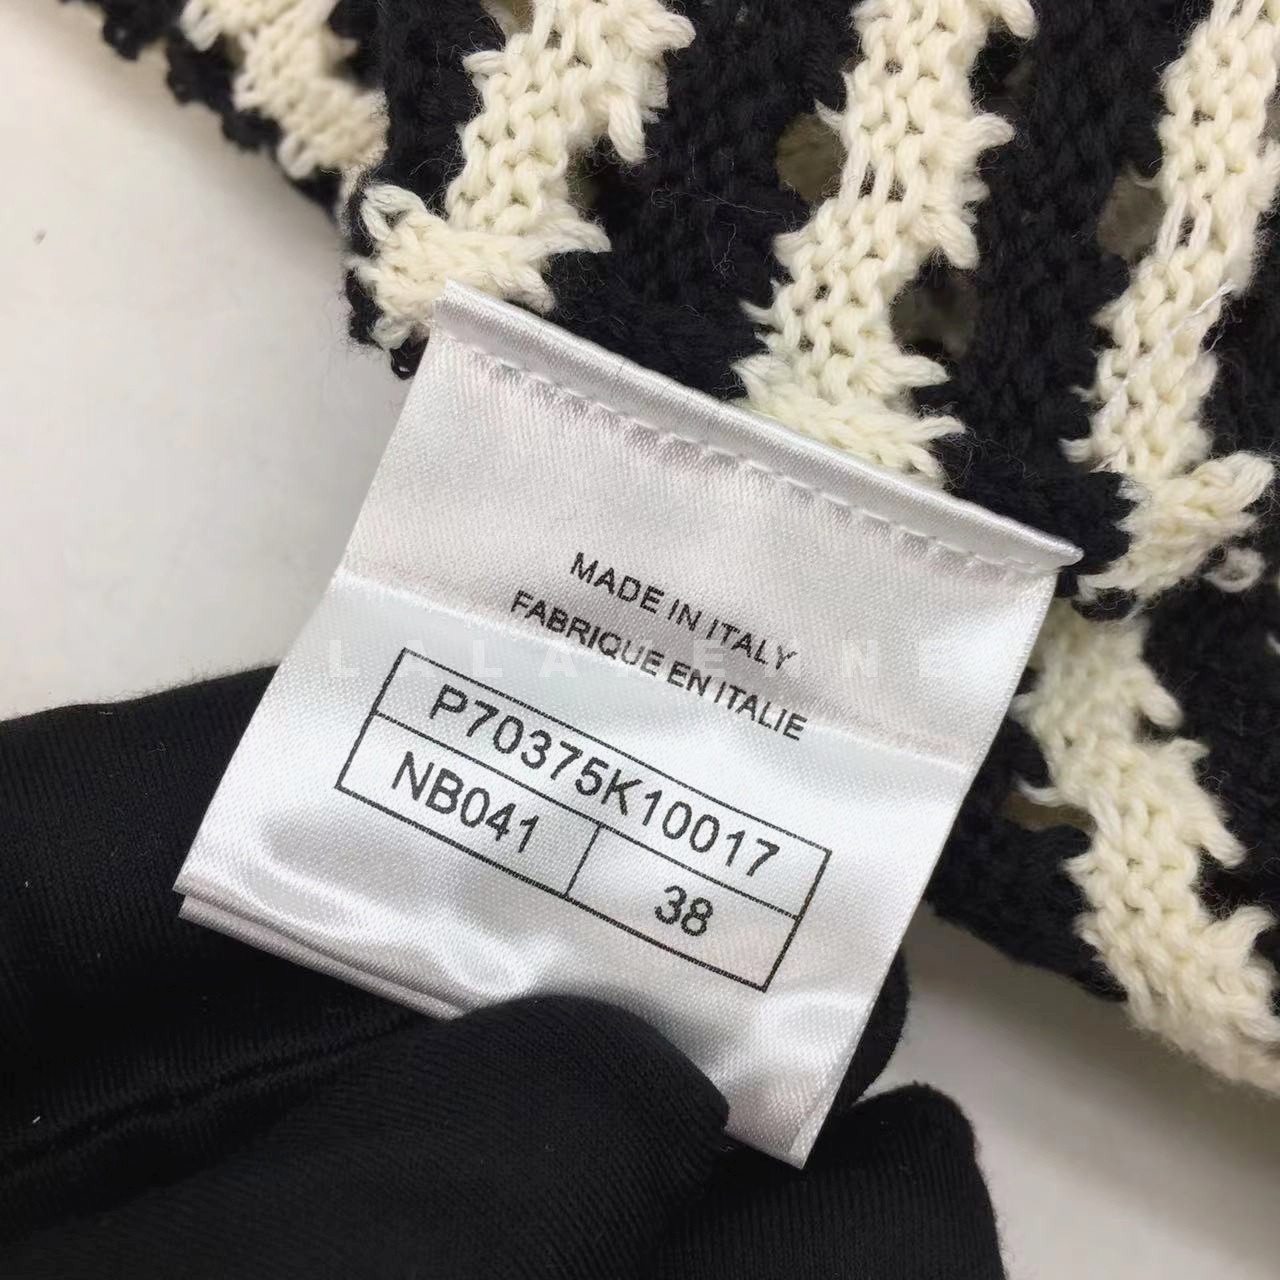 MADE IN ITALY
FABRIQUE EN ITALIE
P70375K10017
NB041 38